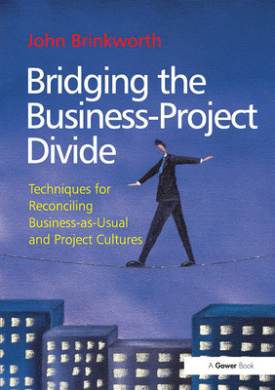 John Brinkworth
Bridging the
Business-Project
Divide
Techniques for
Reconciling
Business-as-Usual
and Project Cultures
A Gower Book